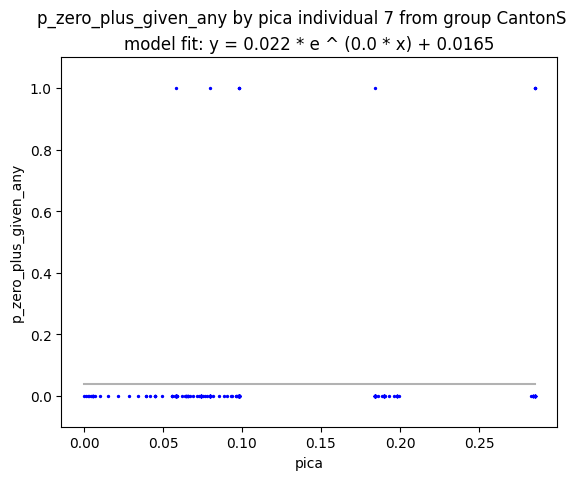 p_zero_plus_given_any by pica individual 7 from group CantonS
model fit: y = 0.022 * e ^ (0.0 * x) + 0.0165
1.0
0.8
0.6
0.4
0.2
0.0
p_zero_plus_given_any
0.00 0.05 0.10 0.15 0.20 0.25
pica